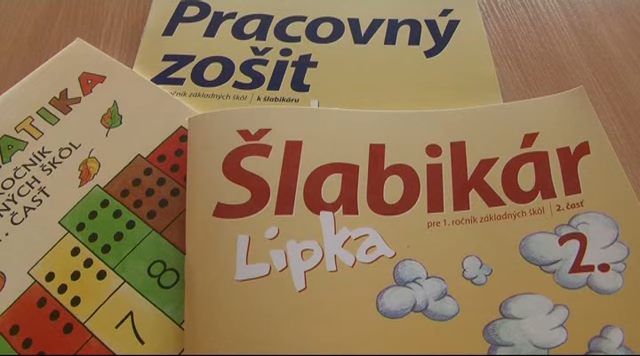 Pracovný
zošit
ročník základných škôl | k šlabikáru
ATIKA
ROČNÍK
NÝCH ŠKÔL
. ČASŤ
8
7
Šlabikár
pre 1. ročník základných škôl | 2. časť
Lipka
2.